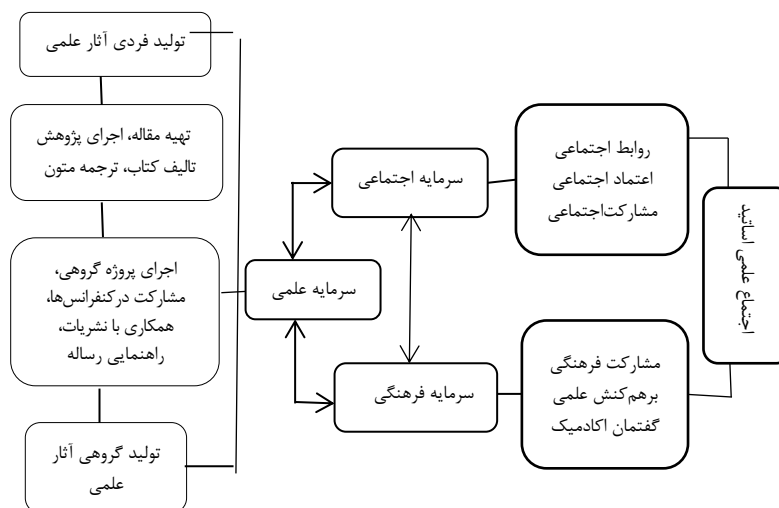 اجتماع علمی اساتید
روابط اجتماعی
اعتماد اجتماعی
مشارکت‌اجتماعی
مشارکت فرهنگی
برهم‌کنش علمی
گفتمان اکادمیک
سرمایه اجتماعی
سرمایه فرهنگی
سرمایه علمی
تولید فردی آثار علمی
تهیه مقاله، اجرای پژوهش
تالیف کتاب، ترجمه متون
اجرای پروژه گروهی،
مشارکت درکنفرانس‌ها،
همکاری با نشریات،
راهنمایی رساله
تولید گروهی آثار
علمی